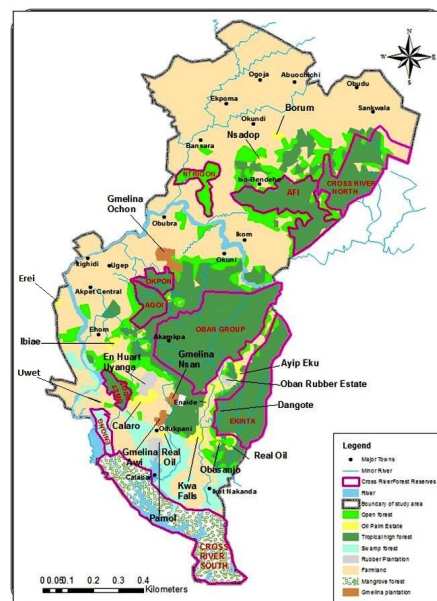 N
W
E
S
Ogoja
Abuochichi
Obudu
Ekpoma
Borum
Sankwala
Okundi
Nsadop
Bansara
NTRIGON
Iso-Bendehe
AFI
CROSS RIVER
NORTH
Gmelina
Ochon
Obubra
Ikom
Itighidi
Ugep
Okuni
Erei
OKPON
Akpet Central
AGOI
Ehom
OBAN GROUP
Ibiae
Akamkpa
En Huart
Uyanga
Gmelina
Nsan
Ayip Eku
Uwet
Oban Rubber Estate
Enaide
Dangote
Calaro
Odukpani
EKINTA
Gmelina
Awi
Real
Oil
Real Oil
Obasanjo
Kwa
Falls
Calabar
Ikot Nakanda
Pamol
CROSS
RIVER
SOUTH
0 0.05 0.1 0.2 0.3 0.4
Kilometers
Legend
Major Towns
Minor River
Cross RiverForest Reserves
River
Boundary of study area
Open forest
Oil Palm Estate
Tropical high forest
Swamp forest
Rubber Plantation
Farmland
Mangrove forest
Gmelina plantation